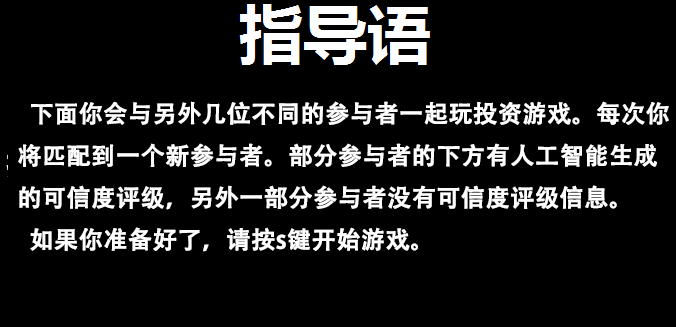 指导语
下面你会与另外几位不同的参与者一起玩投资游戏。每次你
将匹配到一个新参与者。部分参与者的下方有人工智能生成
的可信度评级，另外一部分参与者没有可信度评级信息。
如果你准备好了，请按s键开始游戏。